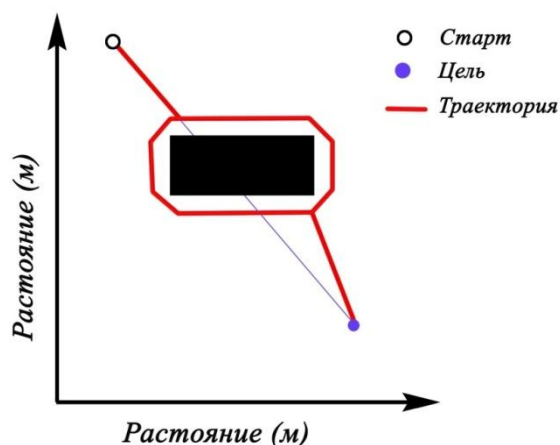 Старт
Цель
Траектория
Растояние (м)
Растояние (м)